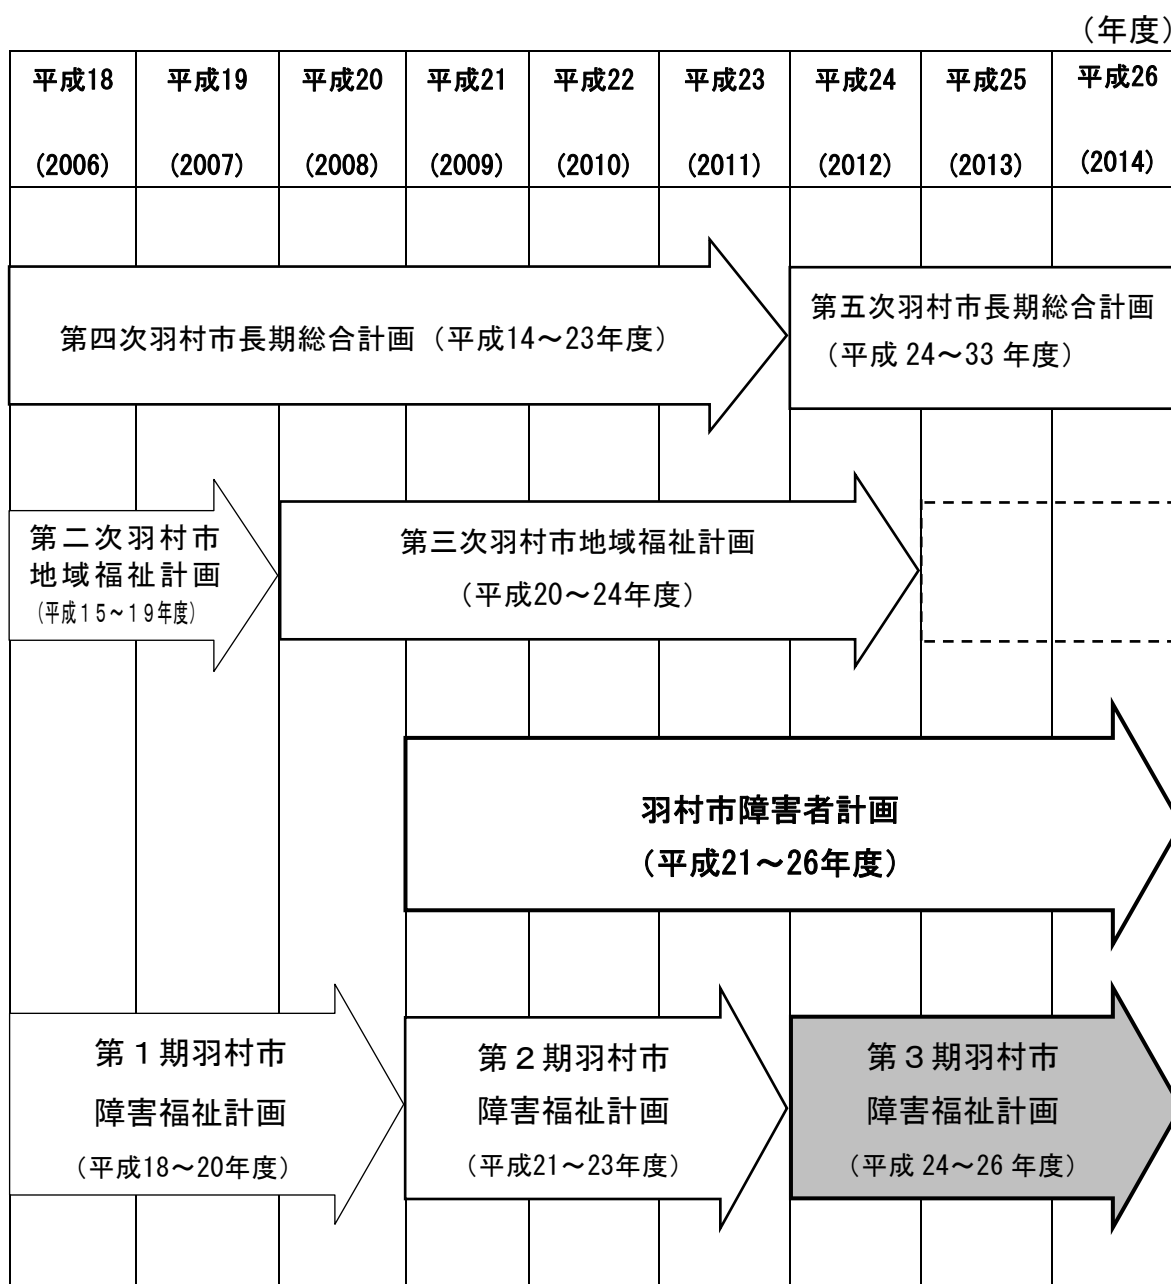 （年度）
平成18 平成19 平成20 平成21 平成22 平成23 平成24 平成25 平成26
(2006) (2007) (2008) (2009) (2010) (2011) (2012) (2013) (2014)
第四次羽村市長期総合計画（平成14～23年度）
第五次羽村市長期総合計画
（平成 24～33 年度）
第二次羽村市
地域福祉計画
(平成１５～１９年度)
第三次羽村市地域福祉計画
（平成20～24年度）
羽村市障害者計画
（平成21～26年度）
第１期羽村市
障害福祉計画
（平成18～20年度）
第２期羽村市
障害福祉計画
（平成21～23年度）
第３期羽村市
障害福祉計画
（平成 24～26 年度）